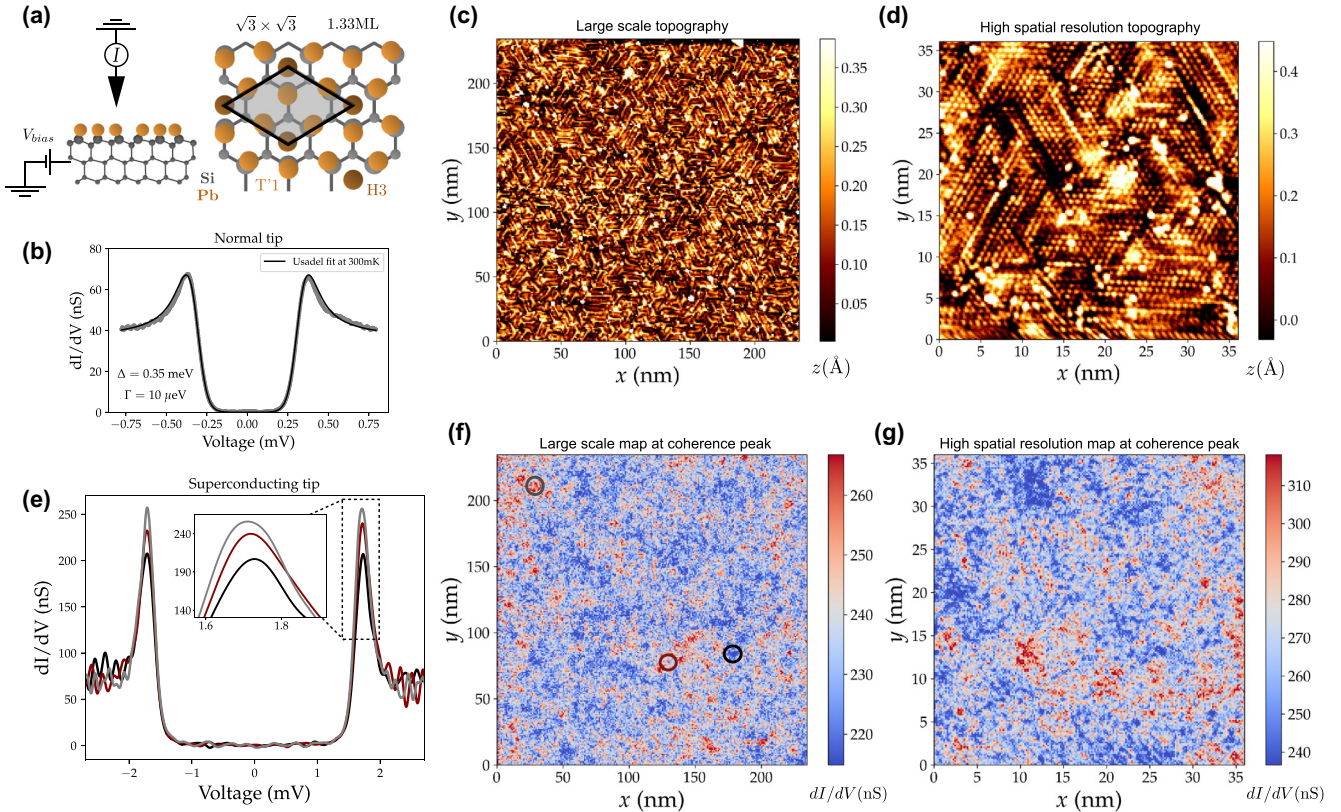 (a)
√3 × √3
1.33ML
I
V_bias
Si
Pb
T'1
H3
(b)
Normal tip
Usadel fit at 300mK
dI/dV (nS)
80
60
40
20
0
Δ = 0.35 meV
Γ = 10 μeV
−0.75 −0.50 −0.25 0.00 0.25 0.50 0.75
Voltage (mV)
(c)
Large scale topography
y (nm)
200
150
100
50
0
0 50 100 150 200
x (nm)
0.35
0.30
0.25
0.20
0.15
0.10
0.05
z(Å)
(d)
High spatial resolution topography
y (nm)
35
30
25
20
15
10
5
0
0 5 10 15 20 25 30 35
x (nm)
0.4
0.3
0.2
0.1
0.0
z(Å)
(e)
Superconducting tip
dI/dV (nS)
250
200
150
100
50
0
240
190
140
1.6 1.8
−2 −1 0 1 2
Voltage (mV)
(f)
Large scale map at coherence peak
y (nm)
200
150
100
50
0
0 50 100 150 200
x (nm)
260
250
240
230
220
dI/dV(nS)
(g)
High spatial resolution map at coherence peak
y (nm)
35
30
25
20
15
10
5
0
0 5 10 15 20 25 30 35
x (nm)
310
300
290
280
270
260
250
240
dI/dV(nS)